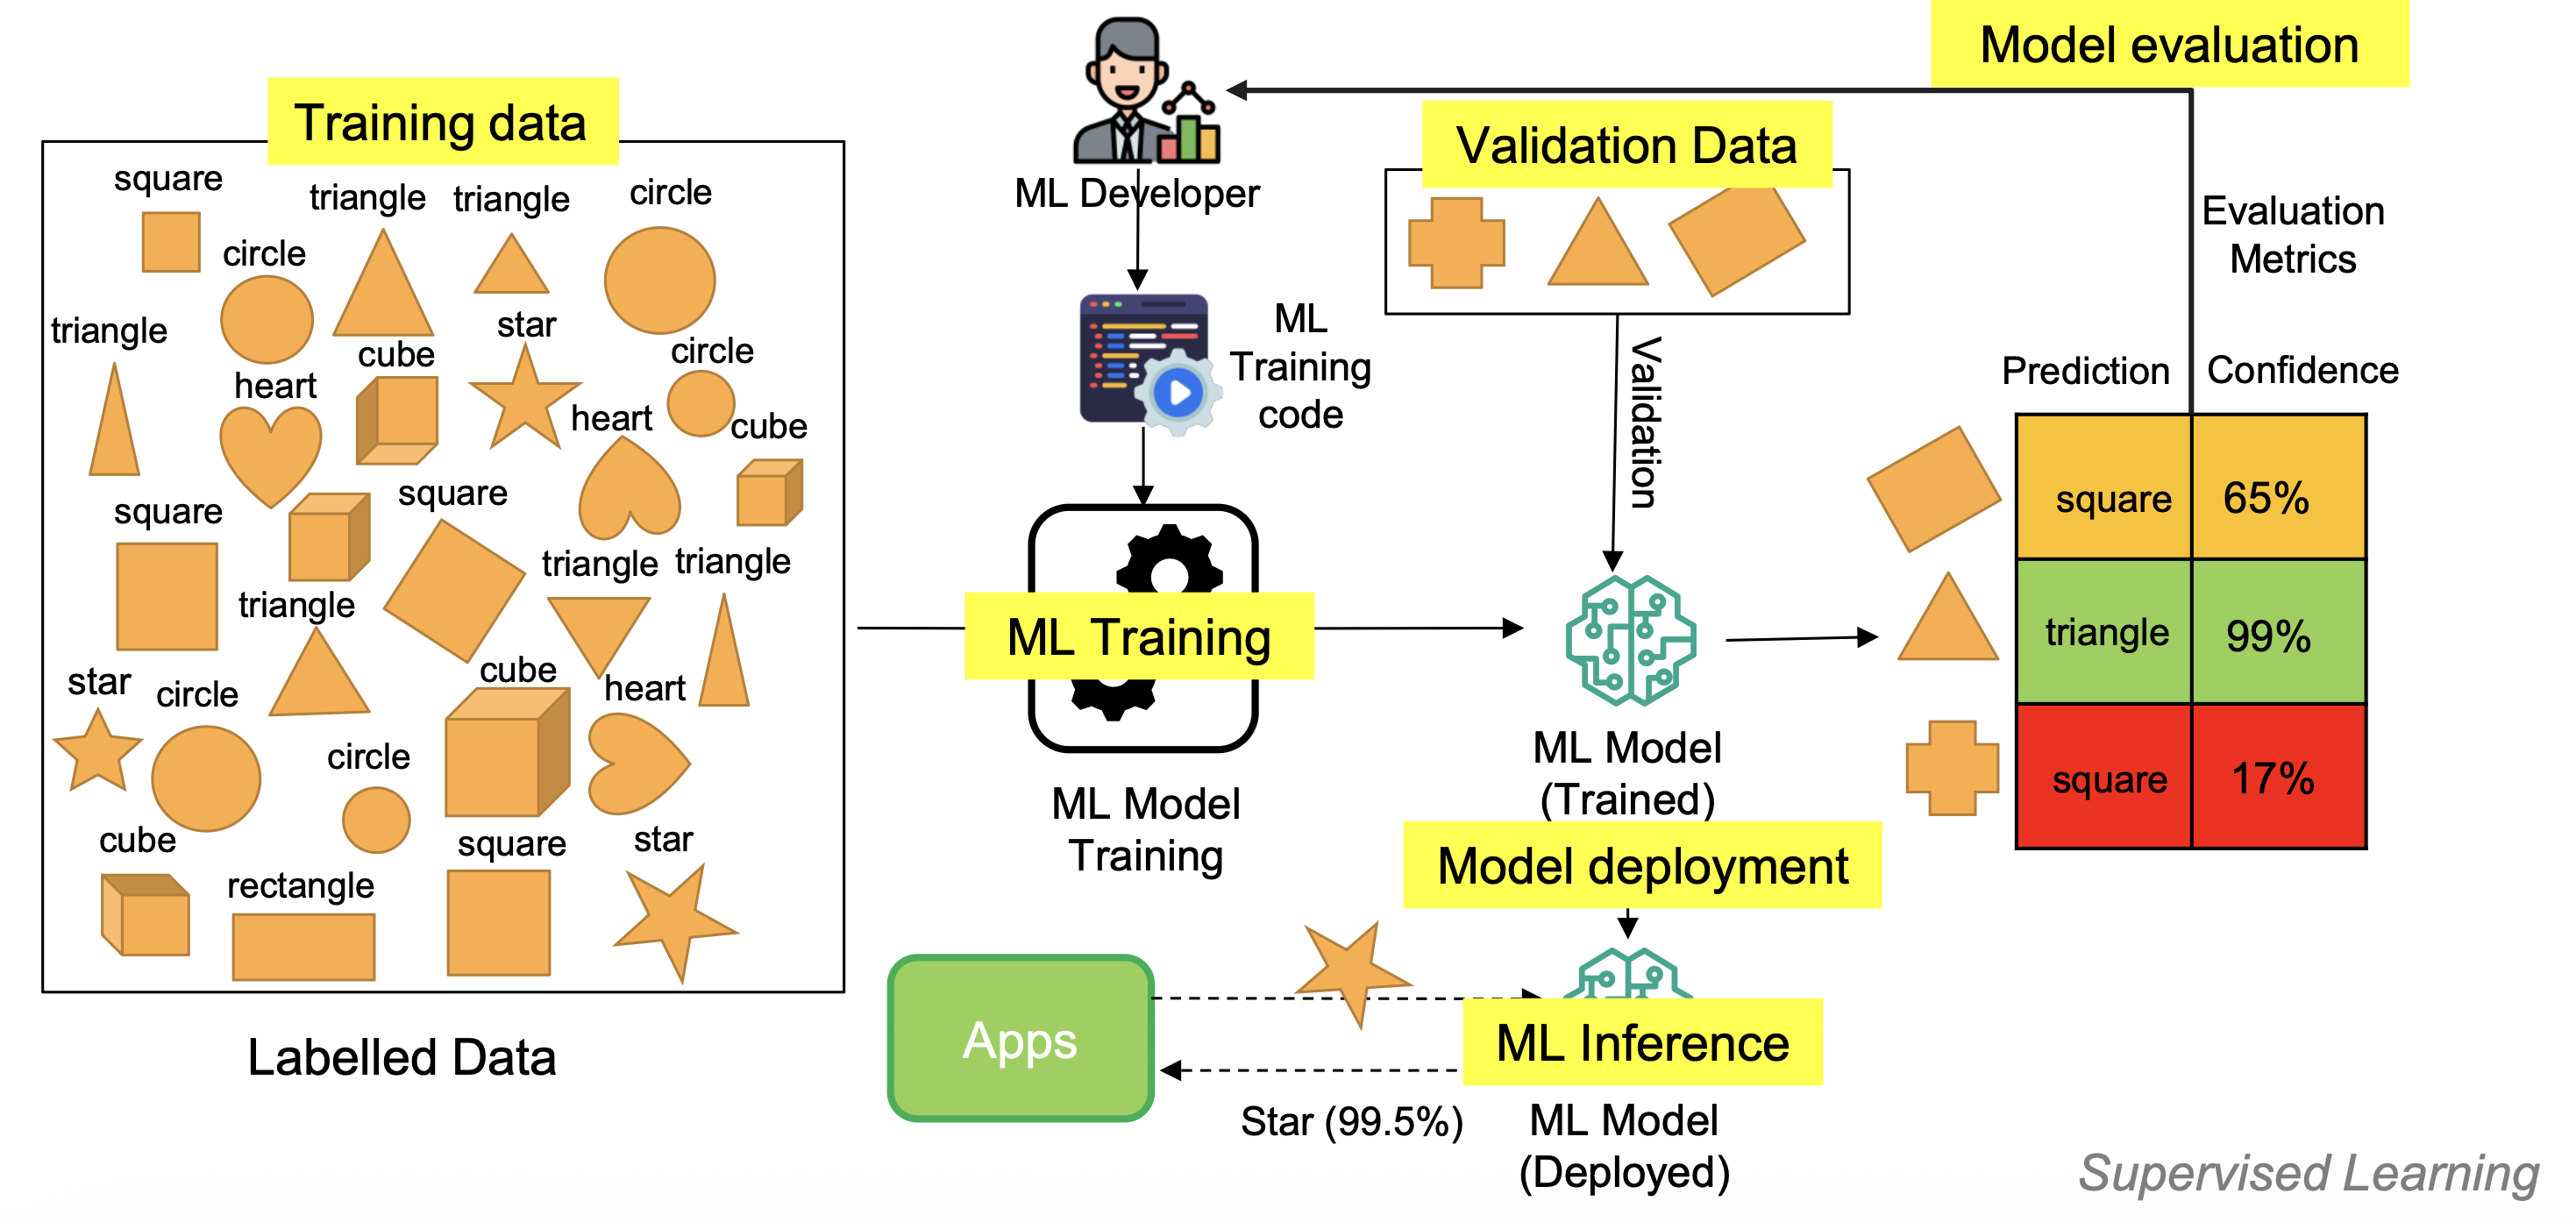 Model evaluation
Training data
Validation Data
ML Developer
square
triangle
triangle
circle
circle
triangle
star
cube
circle
heart
heart
cube
square
square
triangle
triangle
triangle
cube
heart
star
circle
circle
cube
square
star
rectangle
Labelled Data
ML
Training
code
Validation
ML Training
ML Model
Training
ML Model
(Trained)
Evaluation
Metrics
Prediction Confidence
square 65%
triangle 99%
square 17%
Model deployment
Apps
ML Inference
Star (99.5%)
ML Model
(Deployed)
Supervised Learning